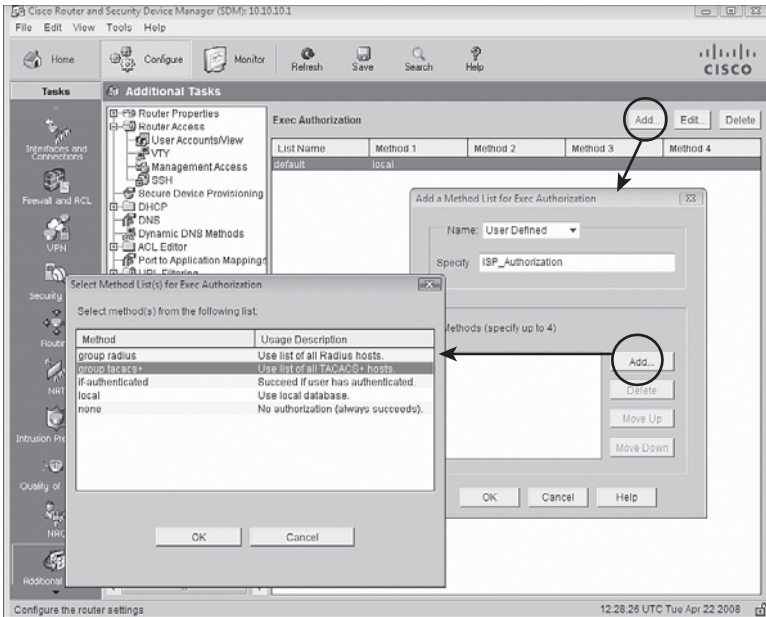 Cisco Router and Security Device Manager (SDM): 10.10.10.1
File Edit View Tools Help
Home Configure Monitor Refresh Save Search Help
CISCO
Tasks
Additional Tasks
Interfaces and Connections
Firewall and ACL
VPN
Security
NAT
Intrusion
Quality of
NAC
Additional
Router Properties
Router Access
User Accounts/View
VTY
Management Access
SSH
Secure Device Provisioning
DHCP
DNS
Dynamic DNS Methods
ACL Editor
Port to Application Mappings
URL Filtering
Exec Authorization
Add... Edit... Delete
List Name Method 1 Method 2 Method 3 Method 4
default local
Add a Method List for Exec Authorization
Name: User Defined
Specify ISP_Authorization
Methods (specify up to 4)
Add...
Delete
Move Up
Move Down
OK Cancel Help
Select Method List(s) for Exec Authorization
Select method(s) from the following list:
Method Usage Description
group radius Use list of all Radius hosts.
group tacacs+ Use list of all TACACS+ hosts.
if-authenticated Succeed if user has authenticated.
local Use local database.
none No authorization (always succeeds).
OK Cancel
Configure the router settings
12:28:26 UTC Tue Apr 22 2008